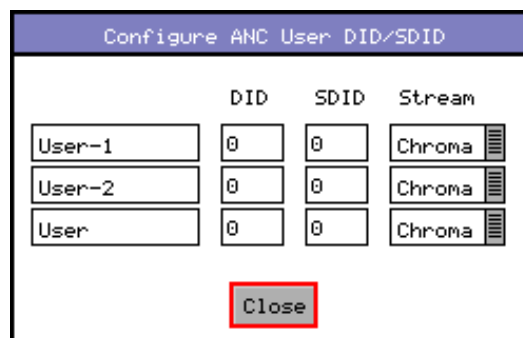 Configure ANC User DID/SDID
DID SDID Stream
User-1 0 0 Chroma
User-2 0 0 Chroma
User 0 0 Chroma
Close